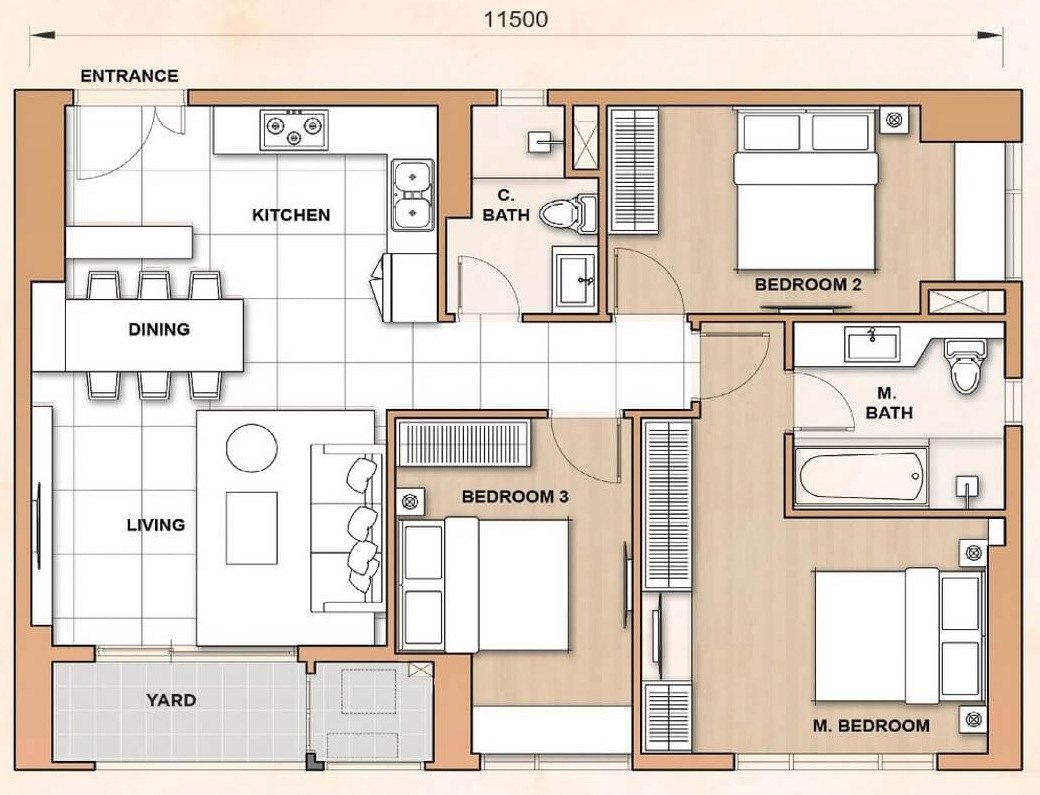 11500
ENTRANCE
KITCHEN
C.
BATH
BEDROOM 2
DINING
M.
BATH
BEDROOM 3
LIVING
YARD
M. BEDROOM